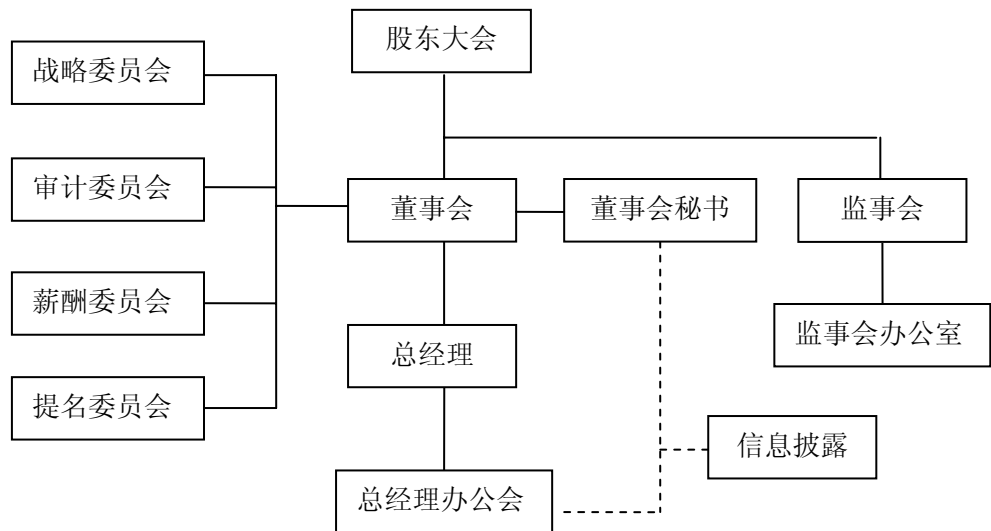 股东大会
战略委员会
审计委员会
董事会
董事会秘书
监事会
薪酬委员会
总经理
监事会办公室
提名委员会
信息披露
总经理办公会